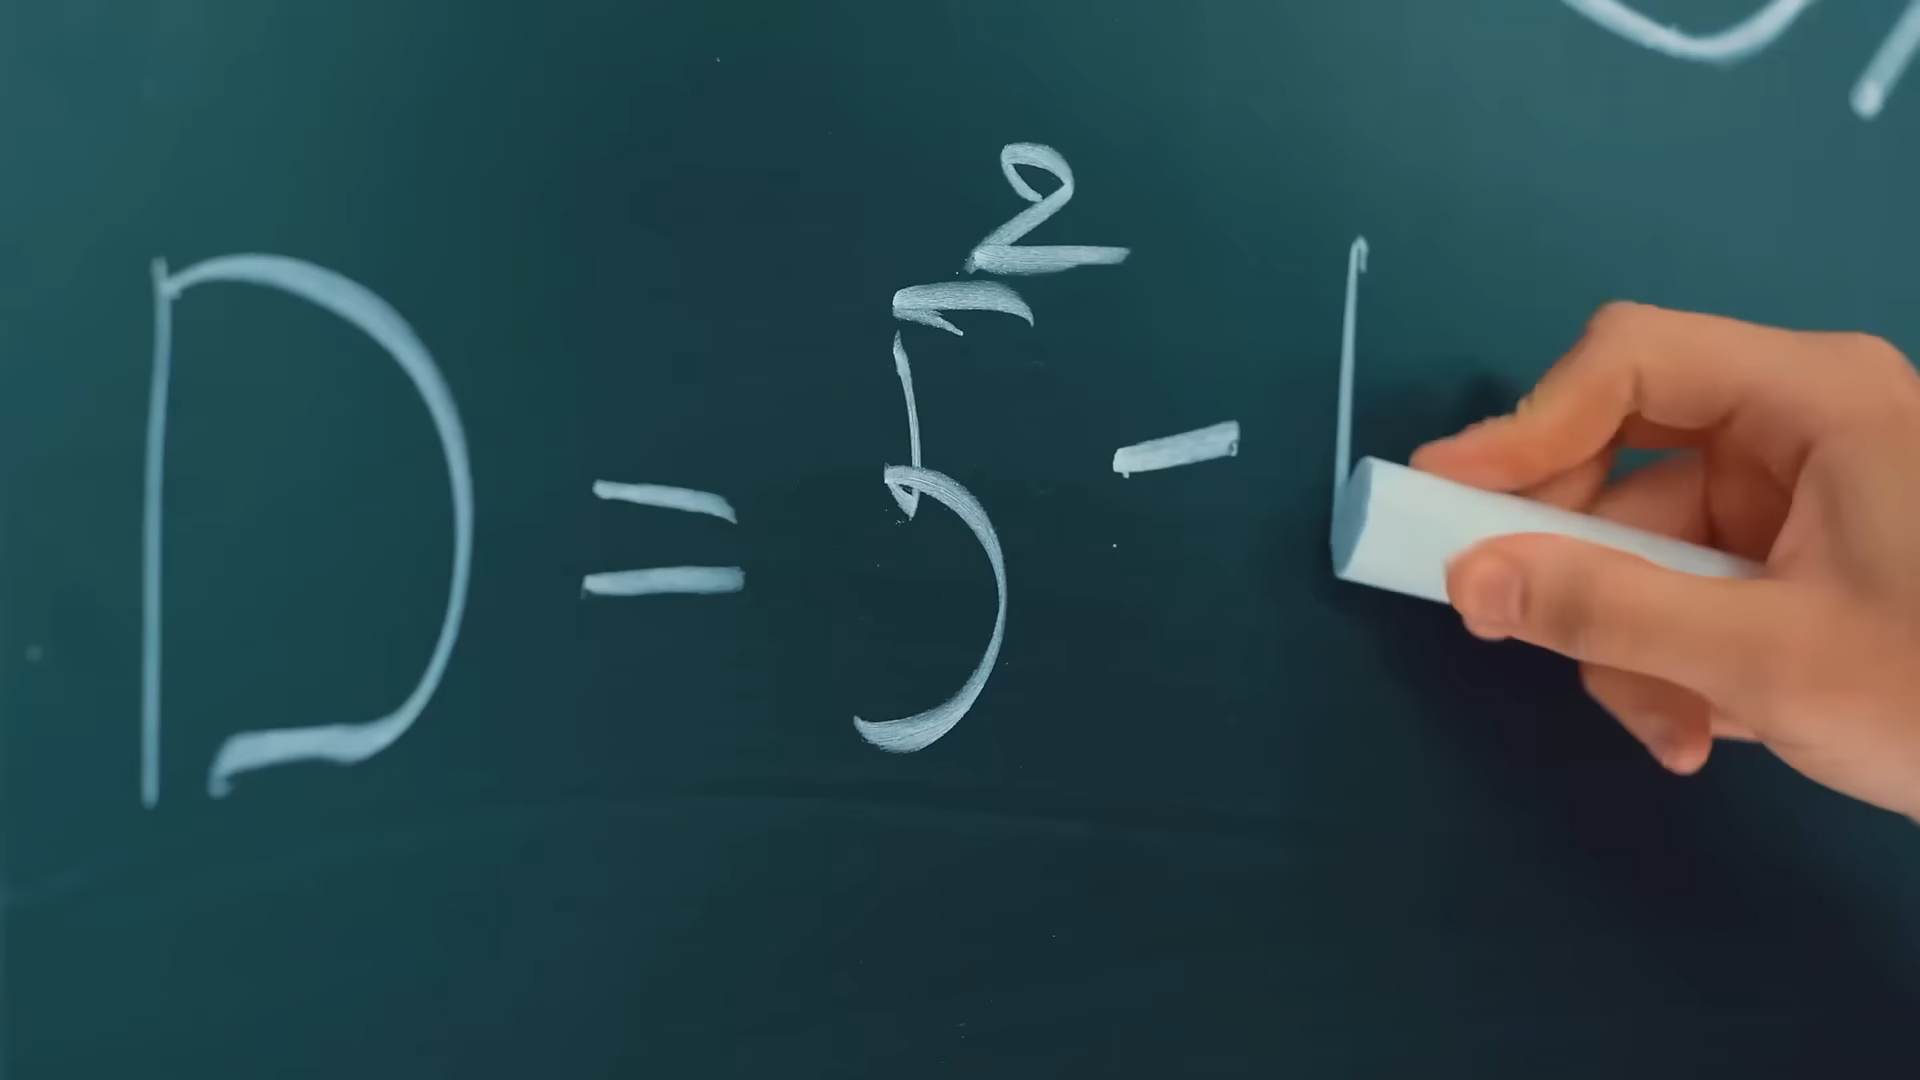 D = 5² -